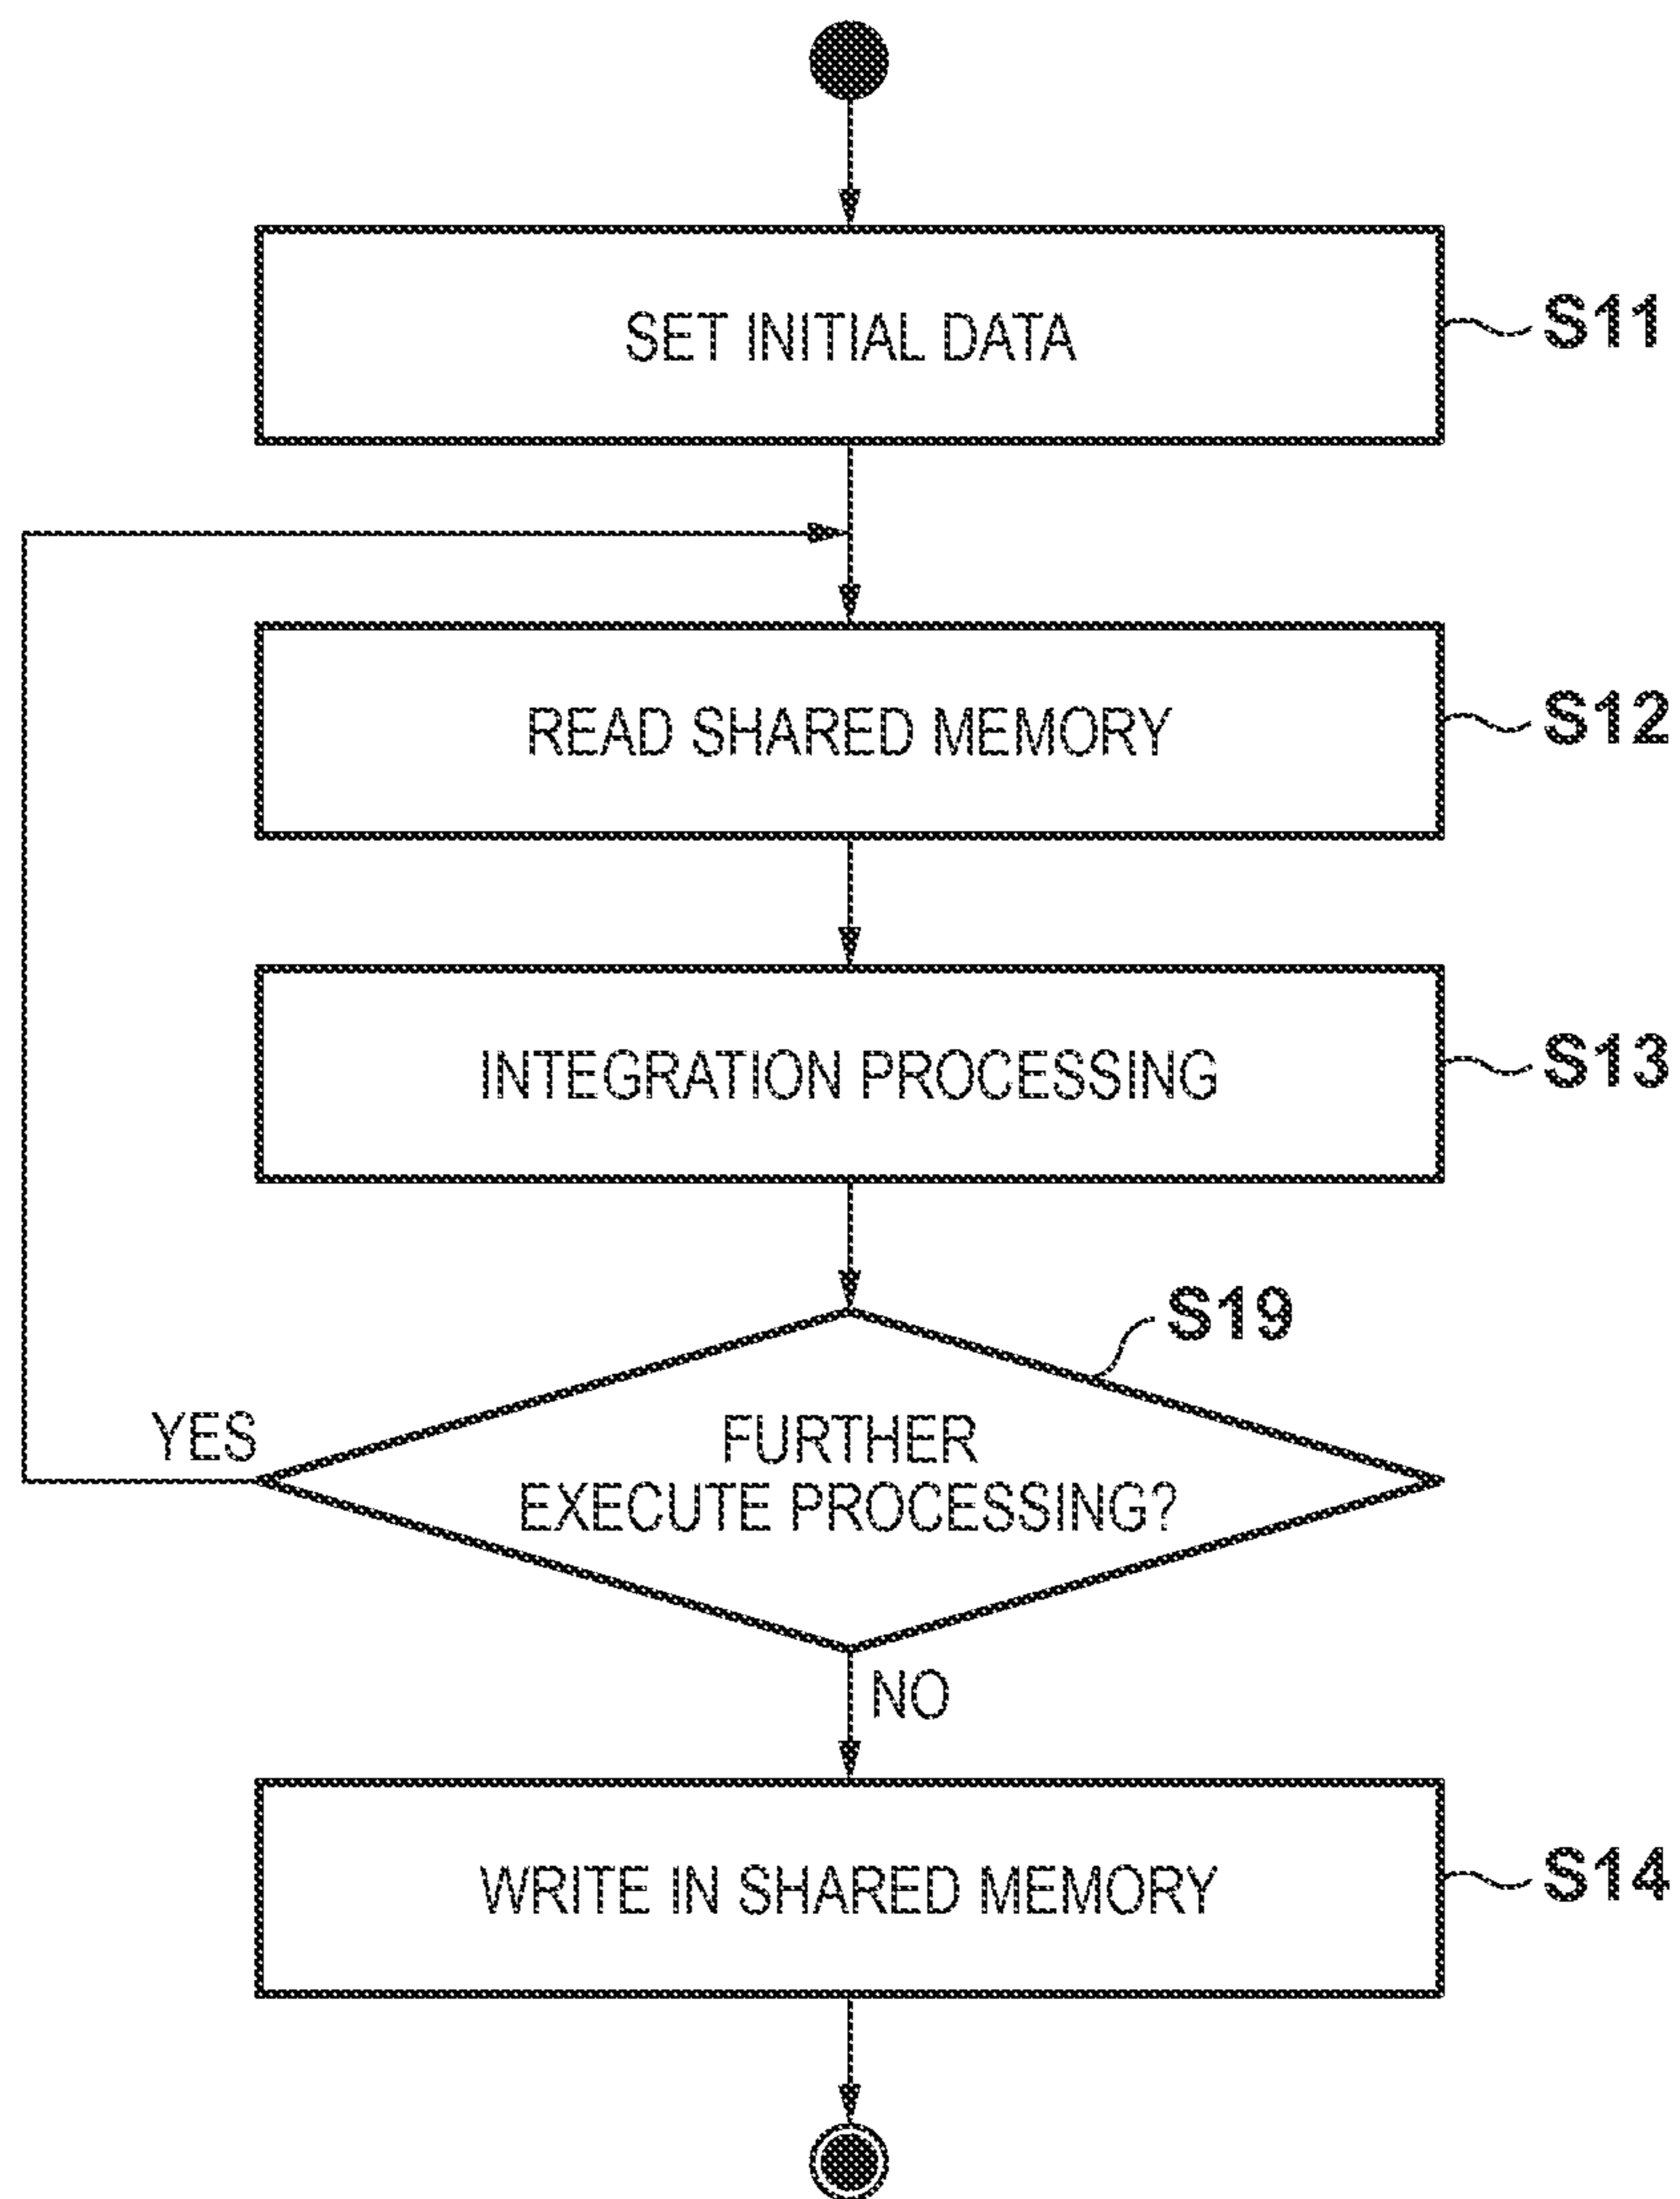 SET INITIAL DATA
S11
READ SHARED MEMORY
S12
INTEGRATION PROCESSING
S13
S19
YES
FURTHER
EXECUTE PROCESSING?
NO
WRITE IN SHARED MEMORY
S14